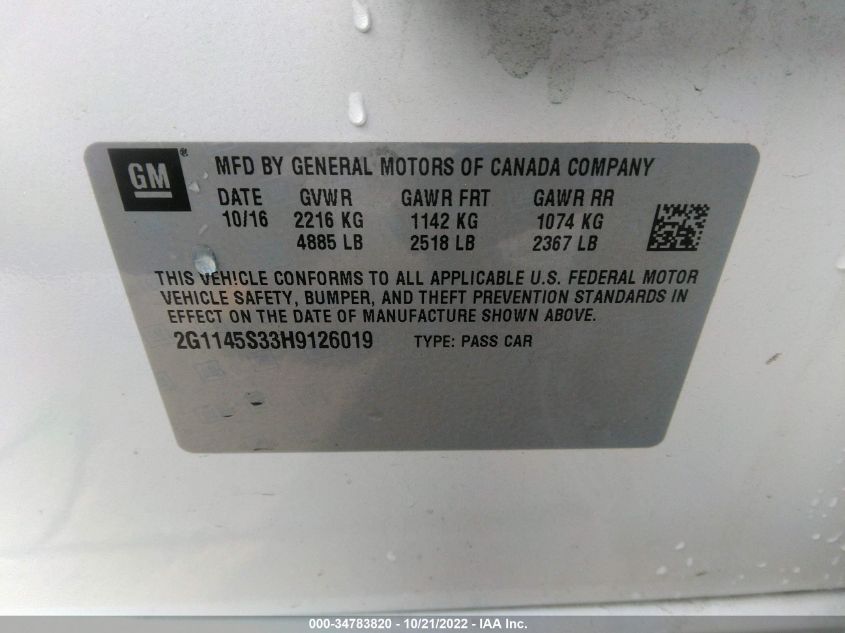 GM ®
MFD BY GENERAL MOTORS OF CANADA COMPANY
DATE GVWR GAWR FRT GAWR RR
10/16 2216 KG 1142 KG 1074 KG
4885 LB 2518 LB 2367 LB
THIS VEHICLE CONFORMS TO ALL APPLICABLE U.S. FEDERAL MOTOR
VEHICLE SAFETY, BUMPER, AND THEFT PREVENTION STANDARDS IN
EFFECT ON THE DATE OF MANUFACTURE SHOWN ABOVE.
2G1145S33H9126019 TYPE: PASS CAR
000-34783820 - 10/21/2022 - IAA Inc.